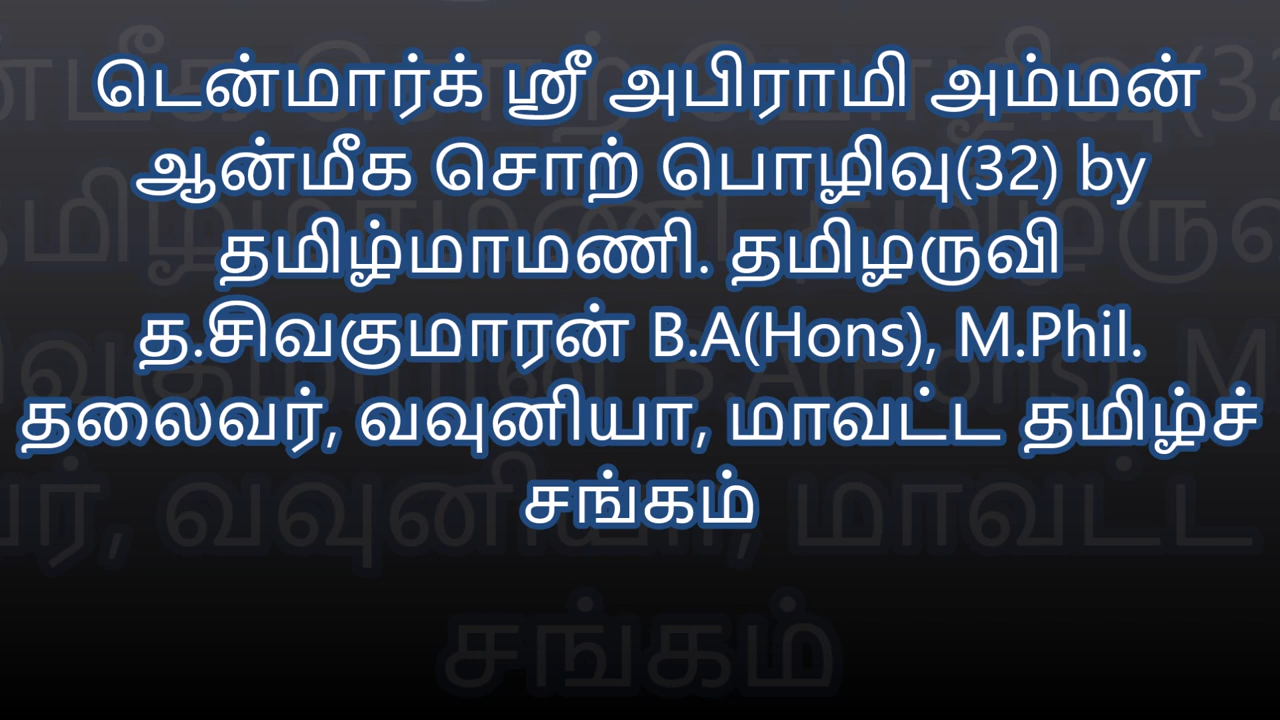 டென்மார்க் ஸ்ரீ அபிராமி அம்மன்
ஆன்மீக சொற் பொழிவு(32) by
தமிழ்மாமணி. தமிழருவி
த.சிவகுமாரன் B.A(Hons), M.Phil.
தலைவர், வவுனியா, மாவட்ட தமிழ்ச்
சங்கம்